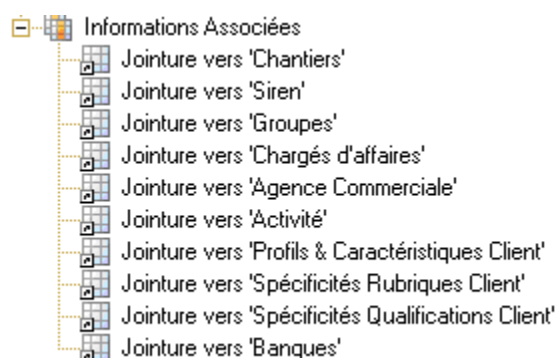 Informations Associées
Jointure vers 'Chantiers'
Jointure vers 'Siren'
Jointure vers 'Groupes'
Jointure vers 'Chargés d'affaires'
Jointure vers 'Agence Commerciale'
Jointure vers 'Activité'
Jointure vers 'Profils & Caractéristiques Client'
Jointure vers 'Spécificités Rubriques Client'
Jointure vers 'Spécificités Qualifications Client'
Jointure vers 'Banques'